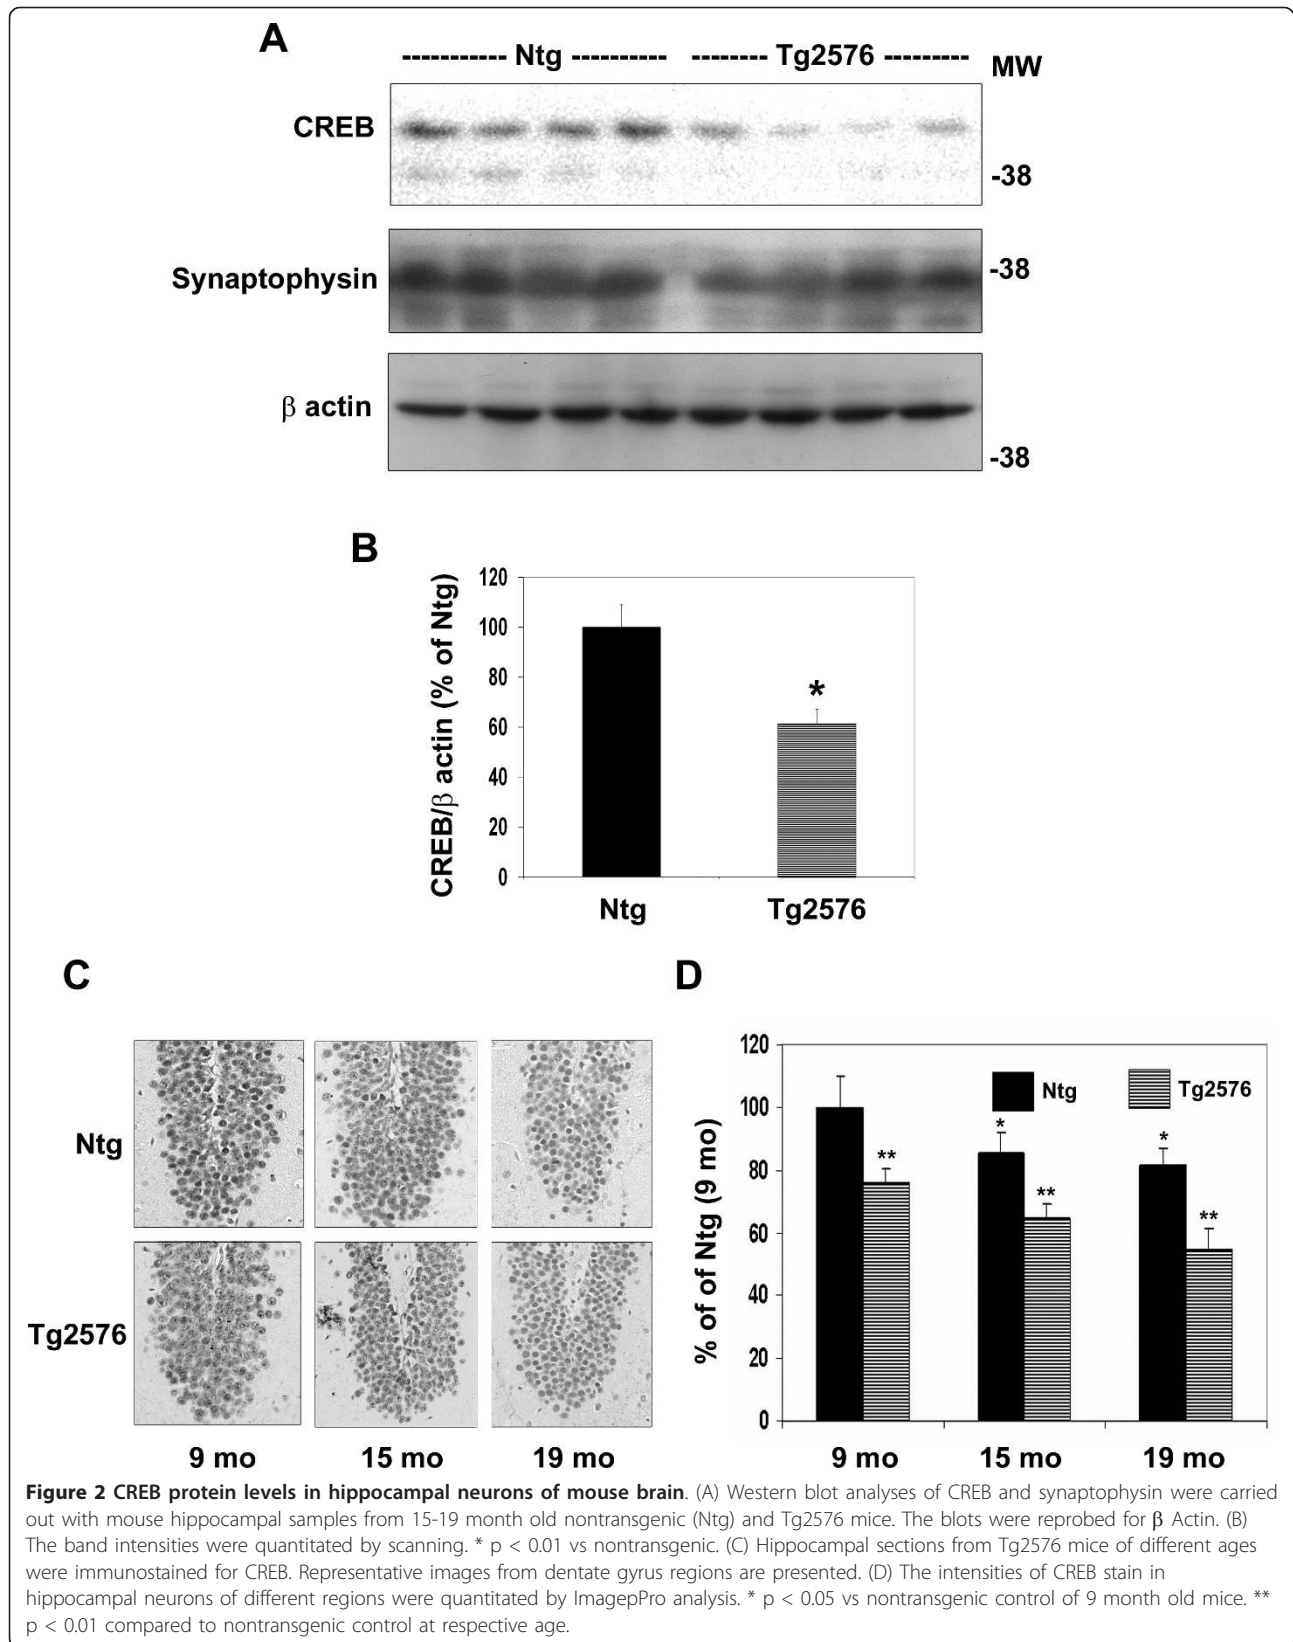 A
----------- Ntg ---------- -------- Tg2576 ---------
MW
CREB
-38
Synaptophysin
-38
β actin
-38
B
CREB/β actin (% of Ntg)
120
100
80
60
40
20
0
*
Ntg
Tg2576
C
Ntg
Tg2576
9 mo
15 mo
19 mo
D
% of of Ntg (9 mo)
120
100
80
60
40
20
0
Ntg
Tg2576
**
*
**
*
**
9 mo
15 mo
19 mo
Figure 2 CREB protein levels in hippocampal neurons of mouse brain. (A) Western blot analyses of CREB and synaptophysin were carried
out with mouse hippocampal samples from 15-19 month old nontransgenic (Ntg) and Tg2576 mice. The blots were reprobed for β Actin. (B)
The band intensities were quantitated by scanning. * p < 0.01 vs nontransgenic. (C) Hippocampal sections from Tg2576 mice of different ages
were immunostained for CREB. Representative images from dentate gyrus regions are presented. (D) The intensities of CREB stain in
hippocampal neurons of different regions were quantitated by ImagepPro analysis. * p < 0.05 vs nontransgenic control of 9 month old mice. **
p < 0.01 compared to nontransgenic control at respective age.